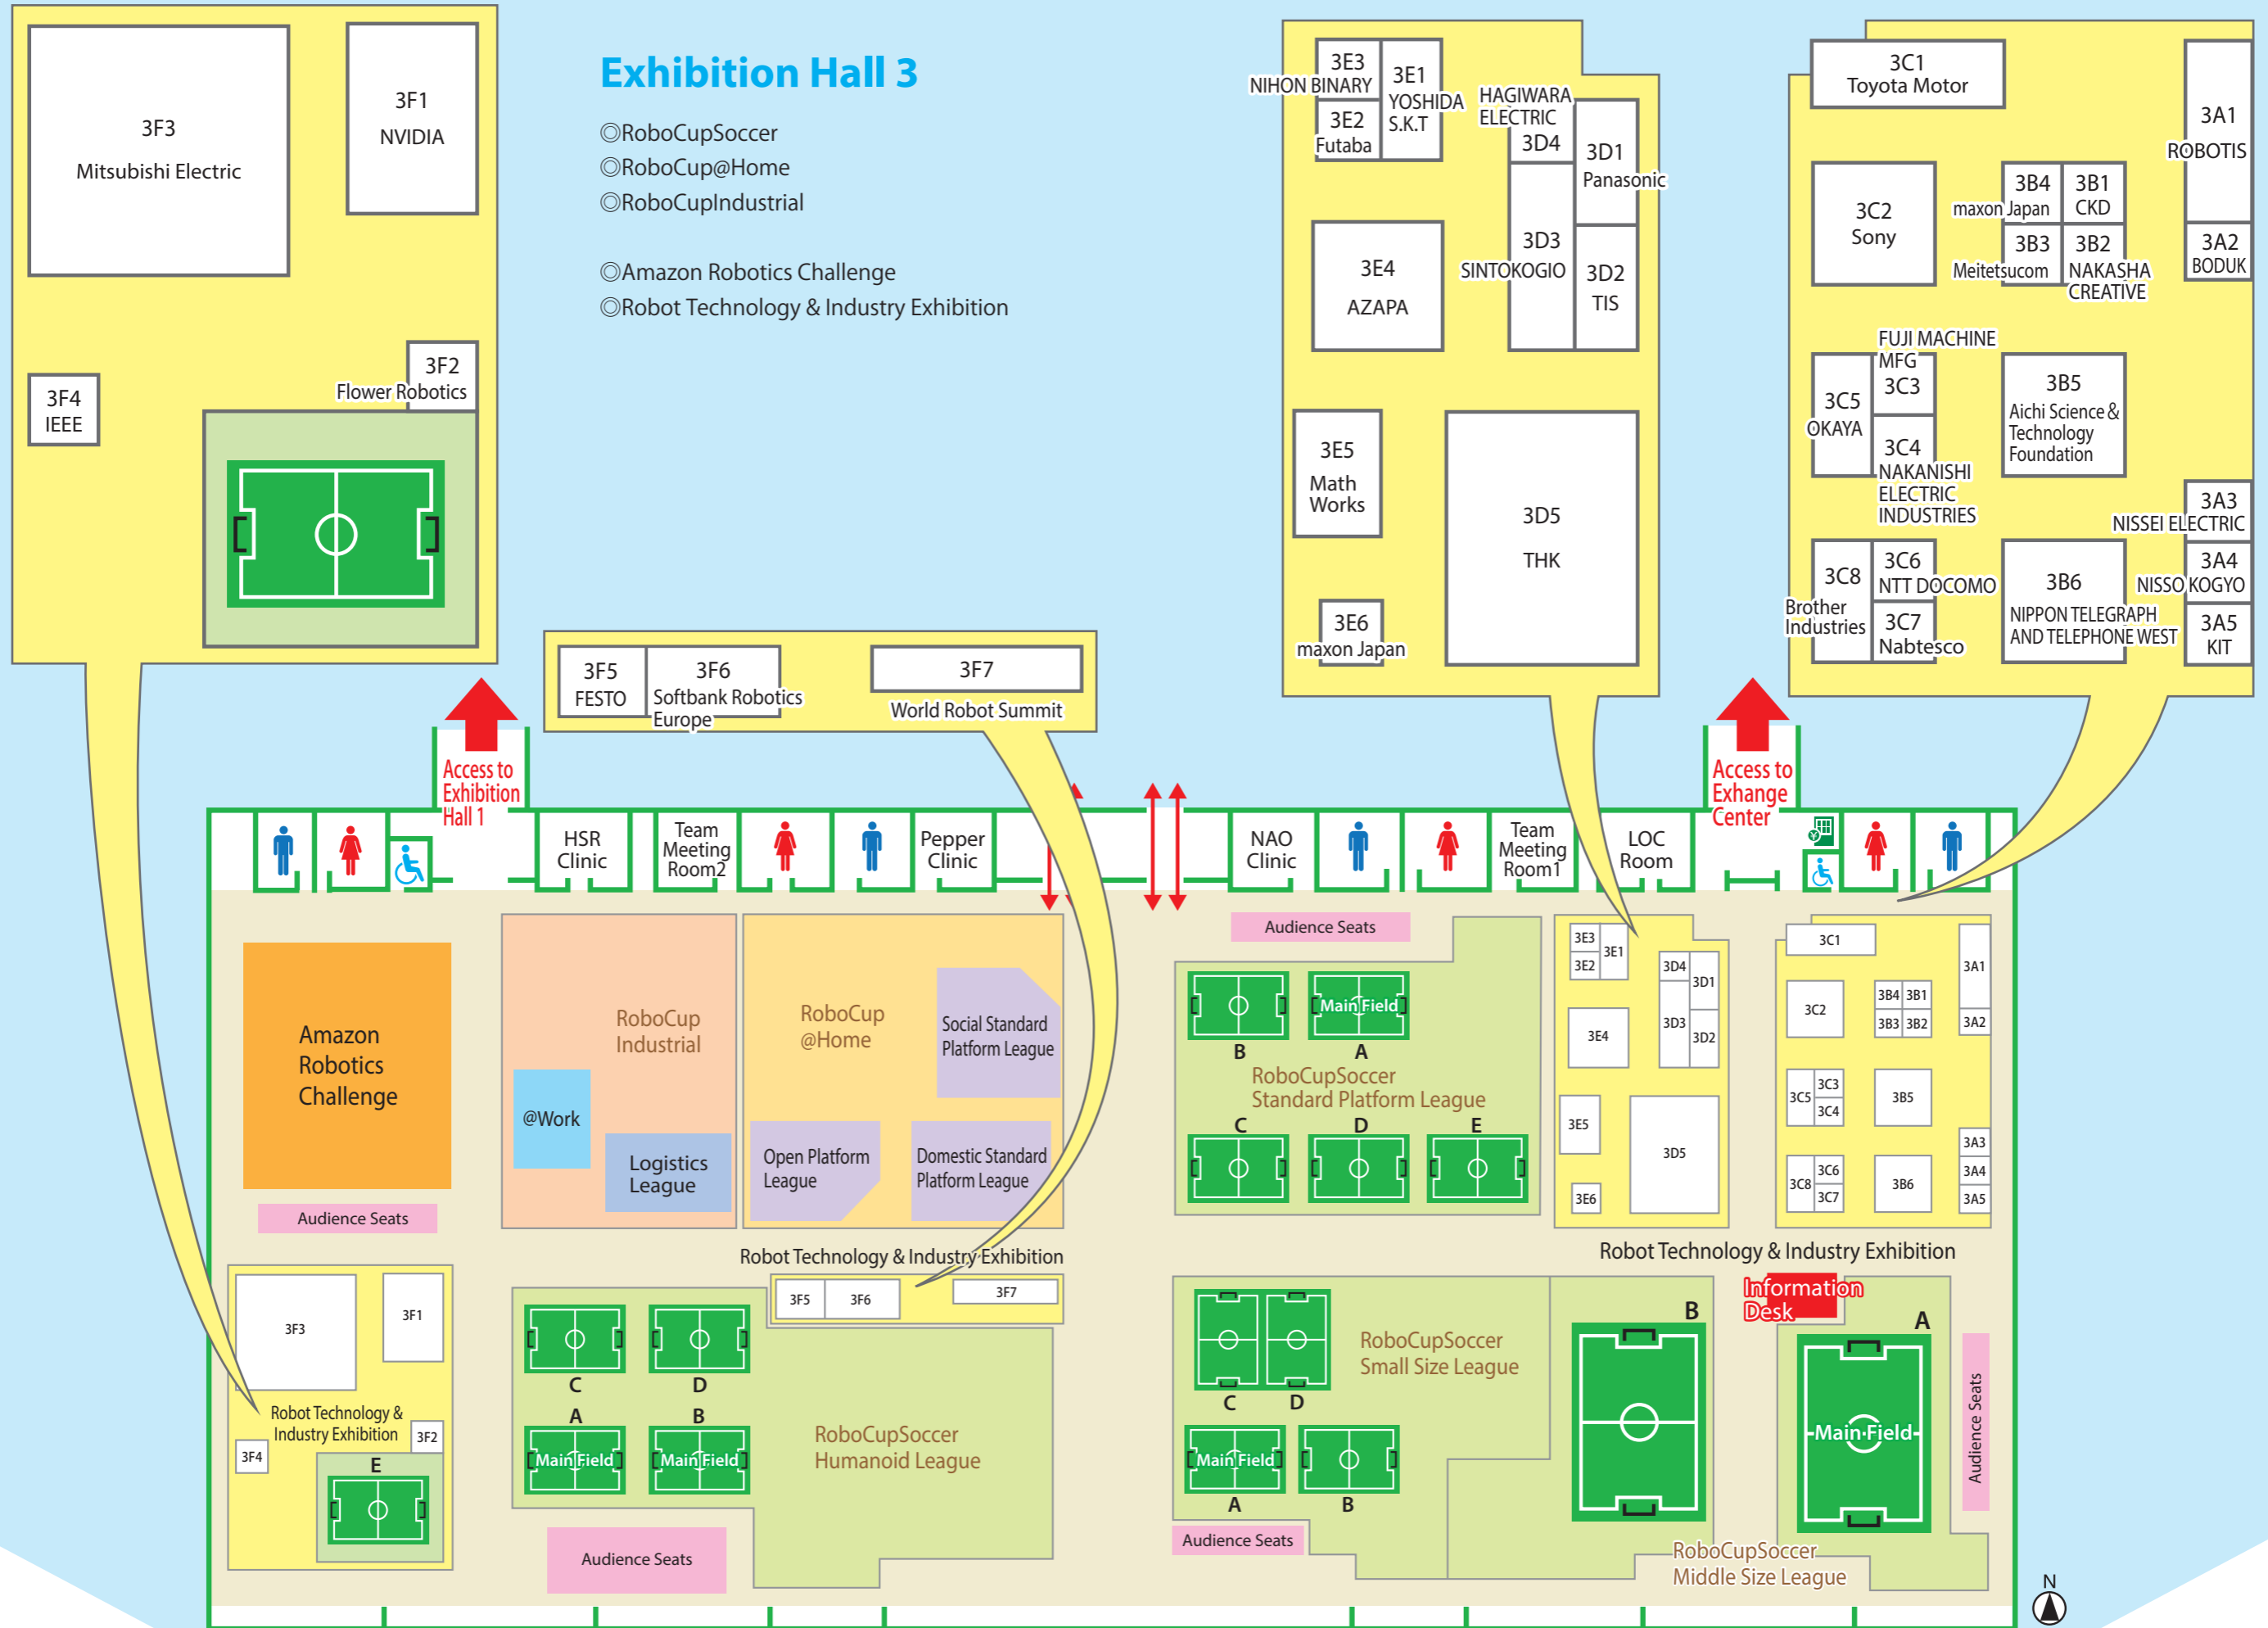 Exhibition Hall 3
◎RoboCupSoccer
◎RoboCup@Home
◎RoboCupIndustrial
◎Amazon Robotics Challenge
◎Robot Technology & Industry Exhibition
3F3
Mitsubishi Electric
3F1
NVIDIA
3F2
Flower Robotics
3F4
IEEE
3F5
FESTO
3F6
Softbank Robotics
Europe
3F7
World Robot Summit
3E3
NIHON BINARY
3E1
YOSHIDA
S.K.T
3E2
Futaba
HAGIWARA
ELECTRIC
3D4
3D1
Panasonic
3E4
AZAPA
3D3
SINTOKOGIO
3D2
TIS
3E5
Math
Works
3D5
THK
3E6
maxon Japan
3C1
Toyota Motor
3A1
ROBOTIS
3C2
Sony
3B4
maxon Japan
3B1
CKD
3B3
Meitetsucom
3B2
NAKASHA
CREATIVE
3A2
BODUK
FUJI MACHINE
MFG
3C3
3C5
OKAYA
3C4
NAKANISHI
ELECTRIC
INDUSTRIES
3B5
Aichi Science &
Technology
Foundation
3A3
NISSEI ELECTRIC
3C8
Brother
Industries
3C6
NTT DOCOMO
3C7
Nabtesco
3B6
NIPPON TELEGRAPH
AND TELEPHONE WEST
3A4
NISSO KOGYO
3A5
KIT
Access to
Exhibition
Hall 1
Access to
Exhange
Center
HSR
Clinic
Team
Meeting
Room2
Pepper
Clinic
NAO
Clinic
Team
Meeting
Room1
LOC
Room
Amazon
Robotics
Challenge
Audience Seats
RoboCup
Industrial
@Work
Logistics
League
RoboCup
@Home
Social Standard
Platform League
Open Platform
League
Domestic Standard
Platform League
Audience Seats
Main Field
B
A
RoboCupSoccer
Standard Platform League
C
D
E
3E3
3E1
3E2
3D4
3D1
3E4
3D3
3D2
3E5
3D5
3E6
3C1
3A1
3C2
3B4
3B1
3B3
3B2
3A2
3C5
3C3
3C4
3B5
3A3
3C8
3C6
3C7
3B6
3A4
3A5
Robot Technology & Industry Exhibition
Robot Technology & Industry Exhibition
3F5
3F6
3F7
3F3
3F1
Robot Technology &
Industry Exhibition
3F2
3F4
E
C
D
A
B
Main Field
Main Field
RoboCupSoccer
Humanoid League
Audience Seats
C
D
RoboCupSoccer
Small Size League
Main Field
A
B
Audience Seats
B
Information
Desk
A
Main Field
Audience Seats
RoboCupSoccer
Middle Size League
N